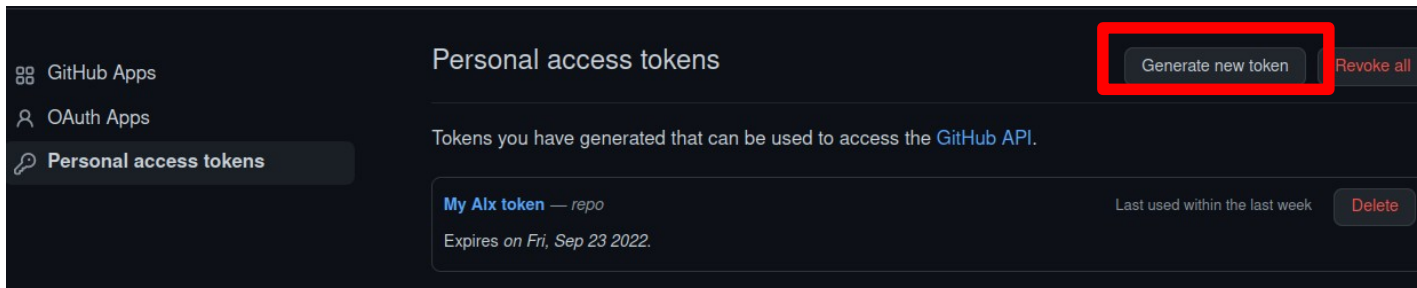 GitHub Apps
OAuth Apps
Personal access tokens
Personal access tokens
Generate new token
Revoke all
Tokens you have generated that can be used to access the GitHub API.
My Alx token — repo
Last used within the last week
Delete
Expires on Fri, Sep 23 2022.